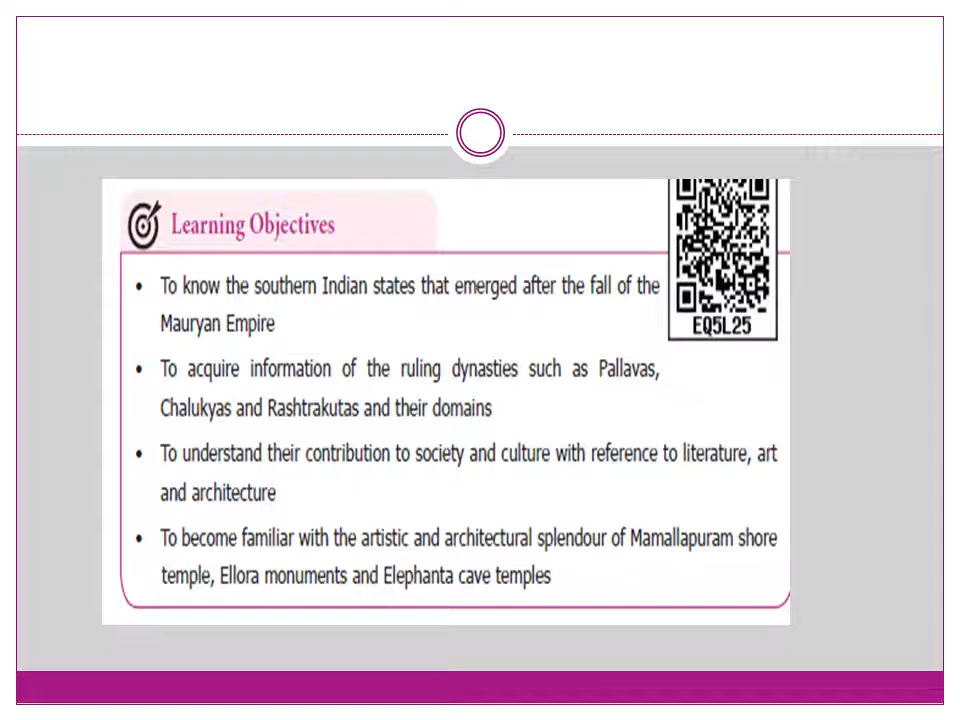 Learning Objectives
• To know the southern Indian states that emerged after the fall of the
Mauryan Empire
EQ5L25
• To acquire information of the ruling dynasties such as Pallavas,
Chalukyas and Rashtrakutas and their domains
• To understand their contribution to society and culture with reference to literature, art
and architecture
• To become familiar with the artistic and architectural splendour of Mamallapuram shore
temple, Ellora monuments and Elephanta cave temples